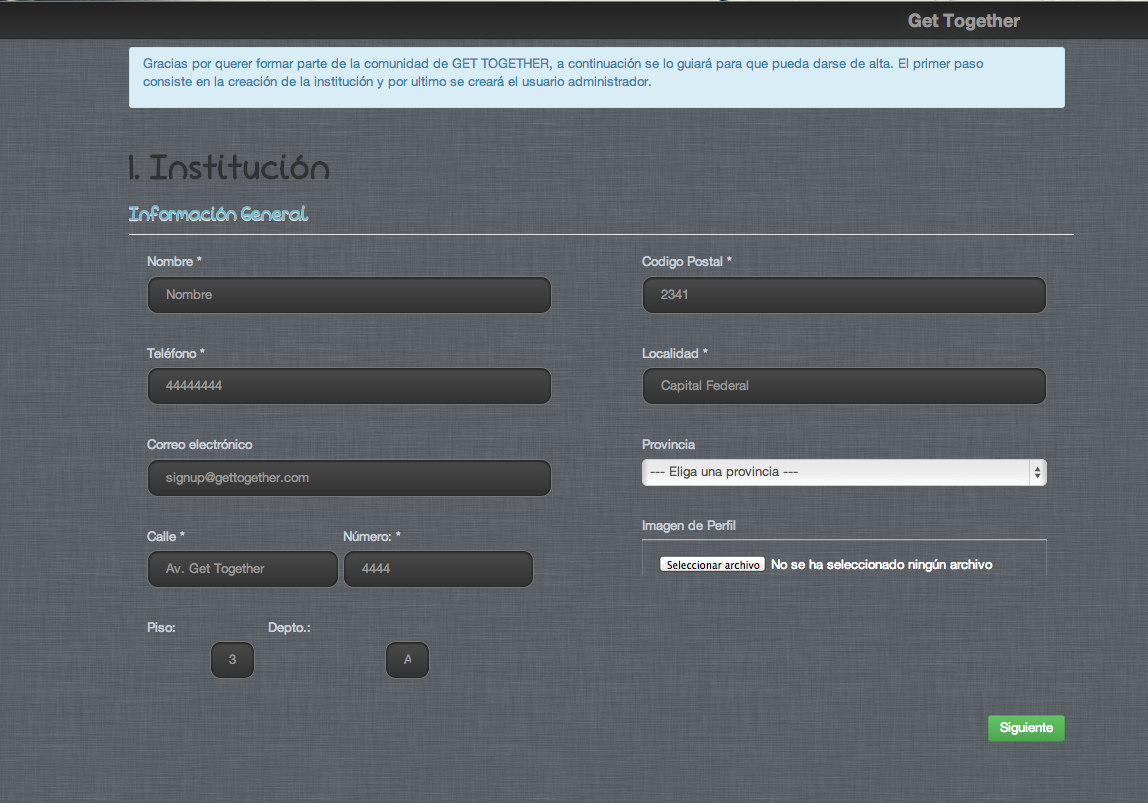 Get Together
Gracias por querer formar parte de la comunidad de GET TOGETHER, a continuación se lo guiará para que pueda darse de alta. El primer paso
consiste en la creación de la institución y por ultimo se creará el usuario administrador.
1. Institución
Información General
Nombre *
Nombre
Teléfono *
44444444
Correo electrónico
signup@gettogether.com
Calle * Número: *
Av. Get Together 4444
Piso: Depto.:
3 A
Codigo Postal *
2341
Localidad *
Capital Federal
Provincia
--- Eliga una provincia ---
Imagen de Perfil
Seleccionar archivo No se ha seleccionado ningún archivo
Siguiente